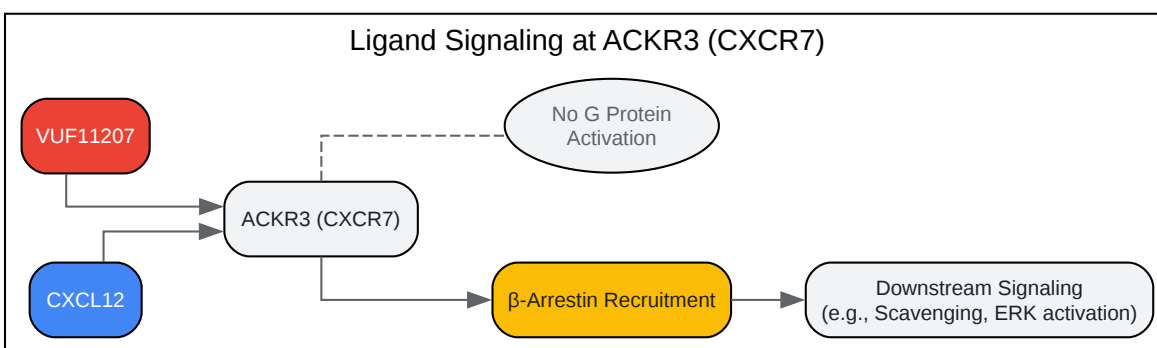 Ligand Signaling at ACKR3 (CXCR7)
VUF11207
No G Protein
Activation
ACKR3 (CXCR7)
CXCL12
β-Arrestin Recruitment
Downstream Signaling
(e.g., Scavenging, ERK activation)